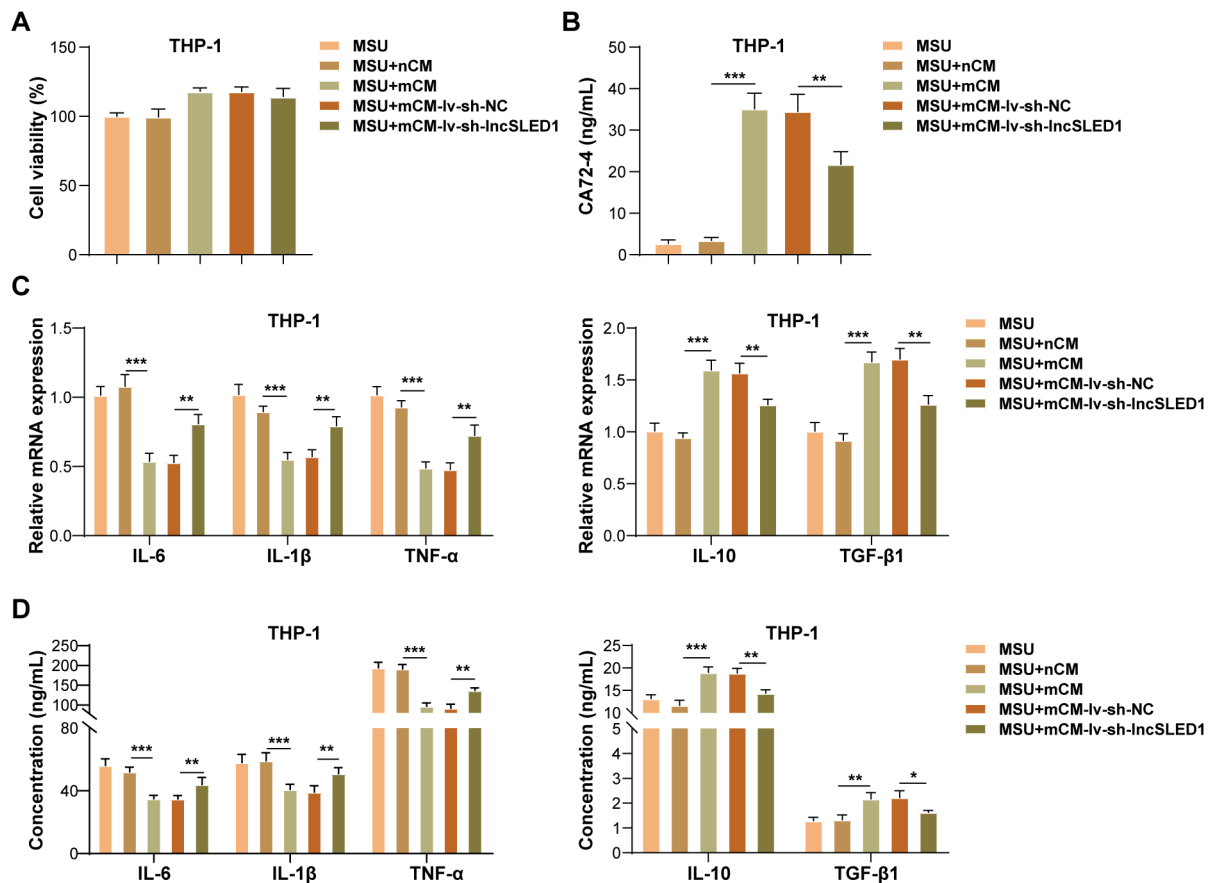 A
THP-1
Cell viability (%)
150
100
50
0
MSU
MSU+nCM
MSU+mCM
MSU+mCM-lv-sh-NC
MSU+mCM-lv-sh-lncSLED1
B
THP-1
CA72-4 (ng/mL)
50
40
30
20
10
0
***
**
MSU
MSU+nCM
MSU+mCM
MSU+mCM-lv-sh-NC
MSU+mCM-lv-sh-lncSLED1
C
THP-1
Relative mRNA expression
1.5
1.0
0.5
0.0
***
**
***
**
***
**
IL-6
IL-1β
TNF-α
THP-1
Relative mRNA expression
2.0
1.5
1.0
0.5
0.0
***
**
***
**
IL-10
TGF-β1
MSU
MSU+nCM
MSU+mCM
MSU+mCM-lv-sh-NC
MSU+mCM-lv-sh-lncSLED1
D
THP-1
Concentration (ng/mL)
250
200
150
100
80
40
0
***
**
***
**
***
**
IL-6
IL-1β
TNF-α
THP-1
Concentration (ng/mL)
25
20
15
10
5
4
3
2
1
0
***
**
**
*
IL-10
TGF-β1
MSU
MSU+nCM
MSU+mCM
MSU+mCM-lv-sh-NC
MSU+mCM-lv-sh-lncSLED1